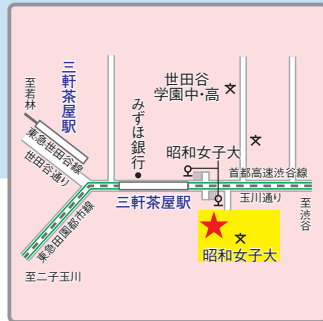 三軒茶屋駅
至若林
東急世田谷線
世田谷通り
みずほ銀行
世田谷
学園中・高
文
文
昭和女子大
首都高速渋谷線
三軒茶屋駅
玉川通り
至渋谷
東急田園都市線
文
昭和女子大
至二子玉川